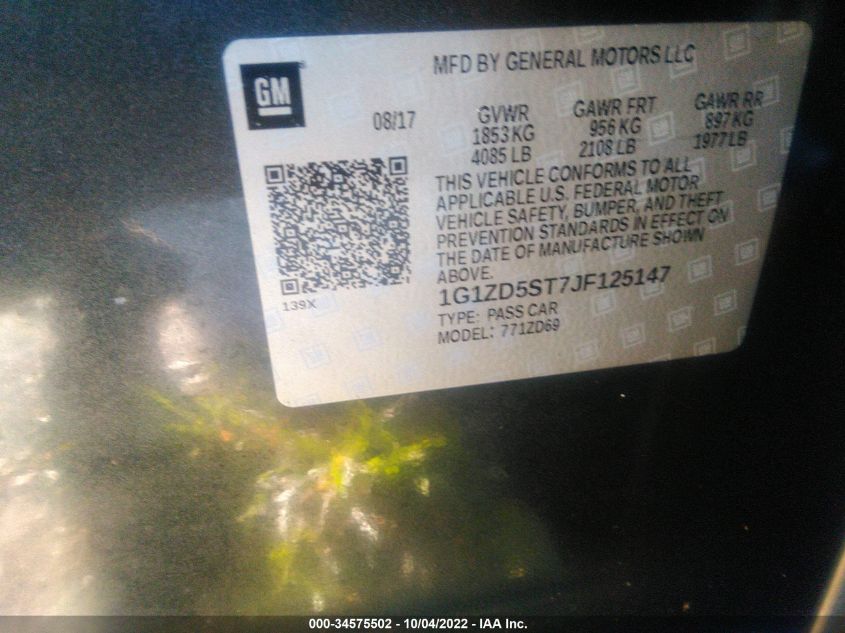 MFD BY GENERAL MOTORS LLC
GM
08/17
GVWR GAWR FRT GAWR RR
1853 KG 956 KG 897 KG
4085 LB 2108 LB 1977 LB
THIS VEHICLE CONFORMS TO ALL
APPLICABLE U.S. FEDERAL MOTOR
VEHICLE SAFETY, BUMPER, AND THEFT
PREVENTION STANDARDS IN EFFECT ON
THE DATE OF MANUFACTURE SHOWN
ABOVE.
139X
1G1ZD5ST7JF125147
TYPE: PASS CAR
MODEL: 771ZD69
000-34575502 - 10/04/2022 - IAA Inc.